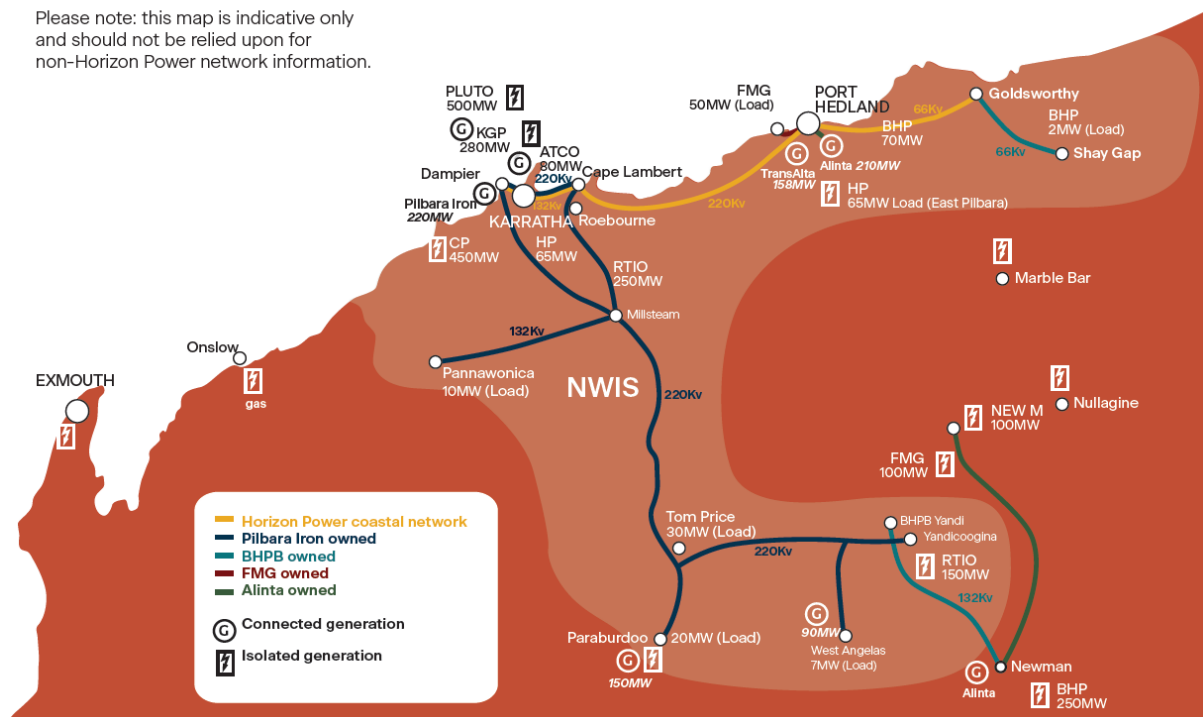 Please note: this map is indicative only
and should not be relied upon for
non-Horizon Power network information.
PLUTO
500MW
G KGP
280MW
G
ATCO
80MW
220Kv
Dampier
G
Pilbara Iron
220MW
KARRATHA
132Kv
Cape Lambert
Roebourne
CP
450MW
HP
65MW
RTIO
250MW
FMG
50MW (Load)
PORT
HEDLAND
66Kv
BHP
70MW
G
TransAlta
158MW
G
Alinta 210MW
HP
65MW Load (East Pilbara)
220Kv
Goldsworthy
BHP
2MW (Load)
66Kv
Shay Gap
Marble Bar
Millsteam
132Kv
Pannawonica
10MW (Load)
NWIS
220Kv
Onslow
gas
EXMOUTH
Nullagine
NEW M
100MW
FMG
100MW
Tom Price
30MW (Load)
220Kv
BHPB Yandi
Yandicoogina
RTIO
150MW
132Kv
Paraburdoo
20MW (Load)
G
150MW
G
90MW
West Angelas
7MW (Load)
Newman
G
Alinta
BHP
250MW
Horizon Power coastal network
Pilbara Iron owned
BHPB owned
FMG owned
Alinta owned
G Connected generation
Isolated generation